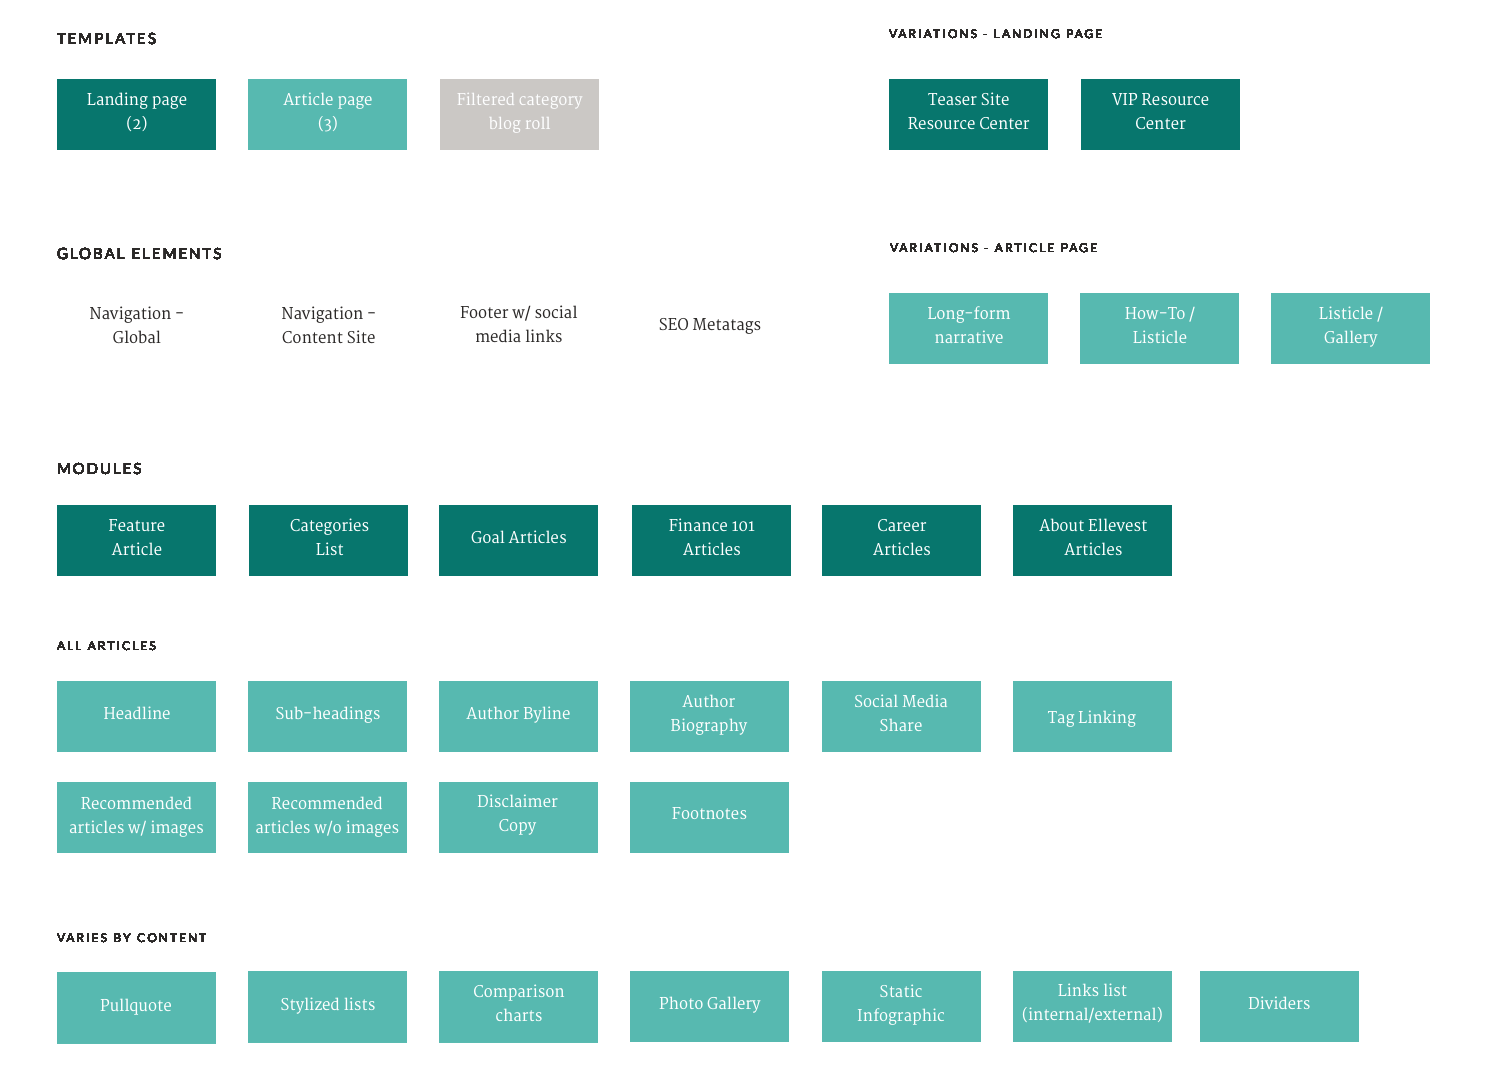 TEMPLATES
Landing page
(2)
Article page
(3)
Filtered category
blog roll
VARIATIONS - LANDING PAGE
Teaser Site
Resource Center
VIP Resource
Center
GLOBAL ELEMENTS
Navigation -
Global
Navigation -
Content Site
Footer w/ social
media links
SEO Metatags
VARIATIONS - ARTICLE PAGE
Long-form
narrative
How-To /
Listicle
Listicle /
Gallery
MODULES
Feature
Article
Categories
List
Goal Articles
Finance 101
Articles
Career
Articles
About Ellevest
Articles
ALL ARTICLES
Headline
Sub-headings
Author Byline
Author
Biography
Social Media
Share
Tag Linking
Recommended
articles w/ images
Recommended
articles w/o images
Disclaimer
Copy
Footnotes
VARIES BY CONTENT
Pullquote
Stylized lists
Comparison
charts
Photo Gallery
Static
Infographic
Links list
(internal/external)
Dividers